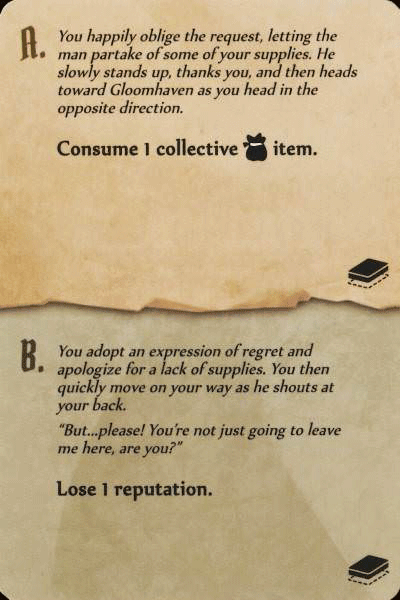 A.
You happily oblige the request, letting the
man partake of some of your supplies. He
slowly stands up, thanks you, and then heads
toward Gloomhaven as you head in the
opposite direction.
Consume 1 collective item.
B.
You adopt an expression of regret and
apologize for a lack of supplies. You then
quickly move on your way as he shouts at
your back.
“But...please! You’re not just going to leave
me here, are you?”
Lose 1 reputation.